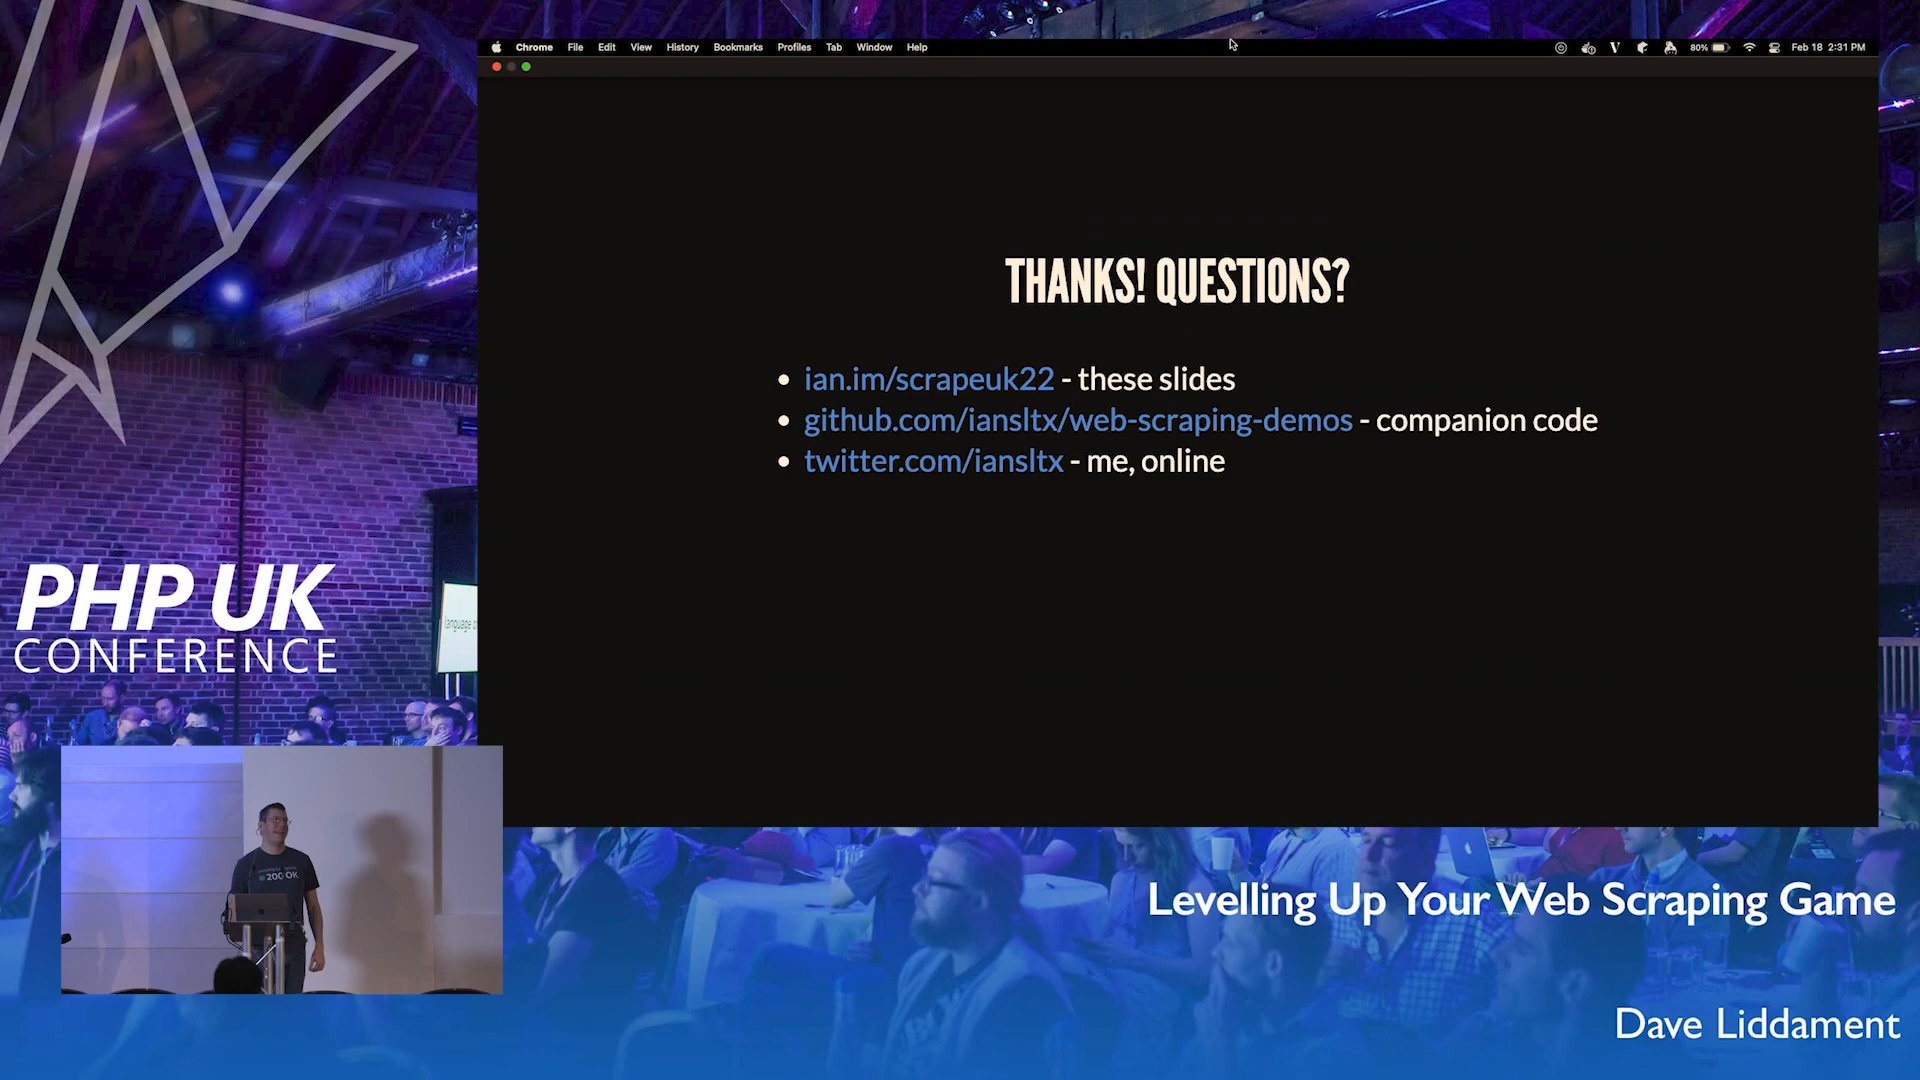 Chrome File Edit View History Bookmarks Profiles Tab Window Help
80% Feb 18 2:31 PM
THANKS! QUESTIONS?
• ian.im/scrapeuk22 - these slides
• github.com/iansltx/web-scraping-demos - companion code
• twitter.com/iansltx - me, online
PHP UK
CONFERENCE
language
200 OK
Levelling Up Your Web Scraping Game
Dave Liddament